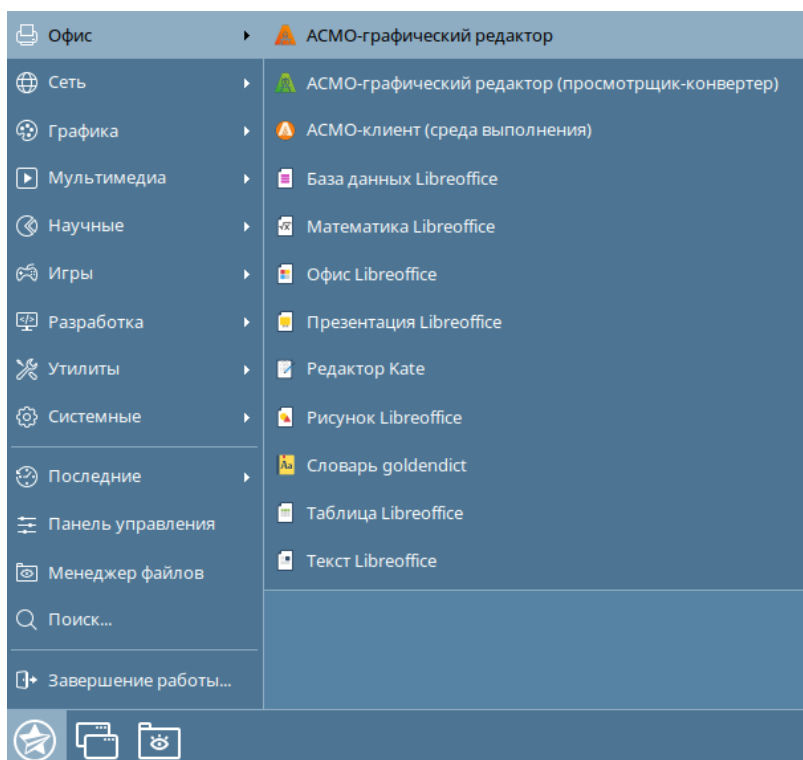 Офис
Сеть
Графика
Мультимедиа
Научные
Игры
Разработка
Утилиты
Системные
Последние
Панель управления
Менеджер файлов
Поиск...
Завершение работы...
АСМО-графический редактор
АСМО-графический редактор (просмотрщик-конвертер)
АСМО-клиент (среда выполнения)
База данных Libreoffice
Математика Libreoffice
Офис Libreoffice
Презентация Libreoffice
Редактор Kate
Рисунок Libreoffice
Словарь goldendict
Таблица Libreoffice
Текст Libreoffice